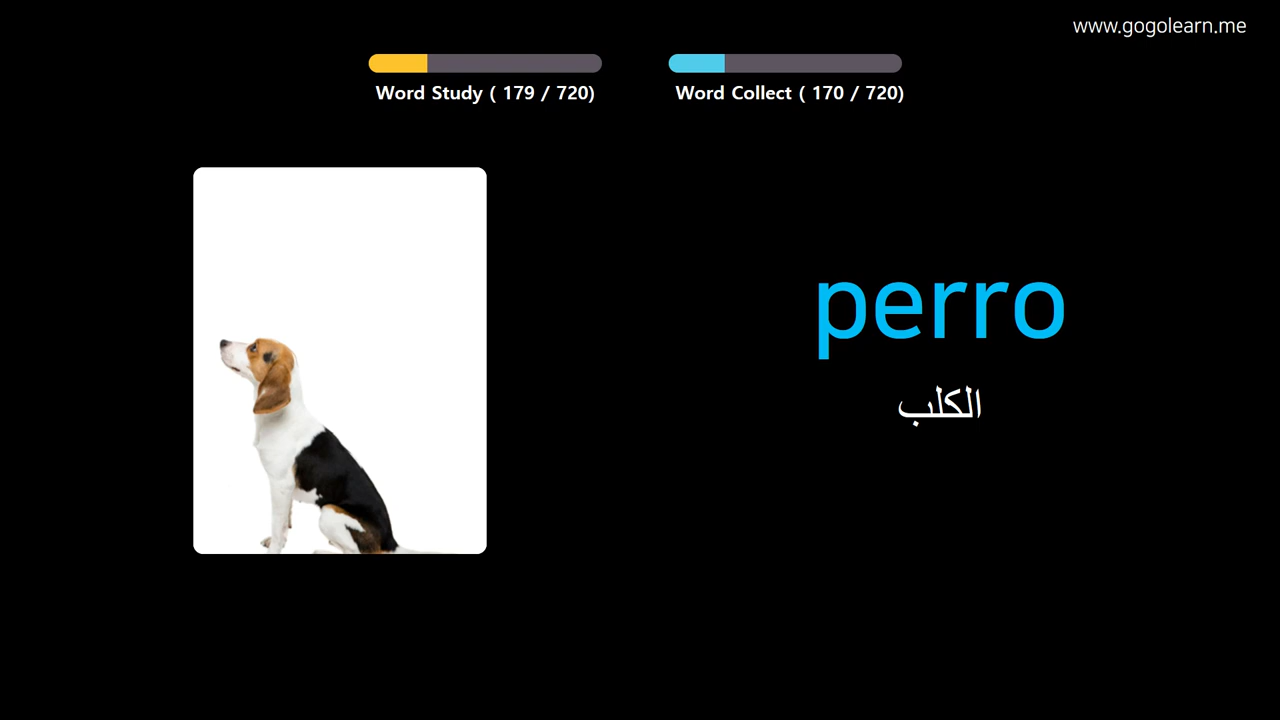 www.gogolearn.me
Word Study ( 179 / 720)
Word Collect ( 170 / 720)
perro
الكلب